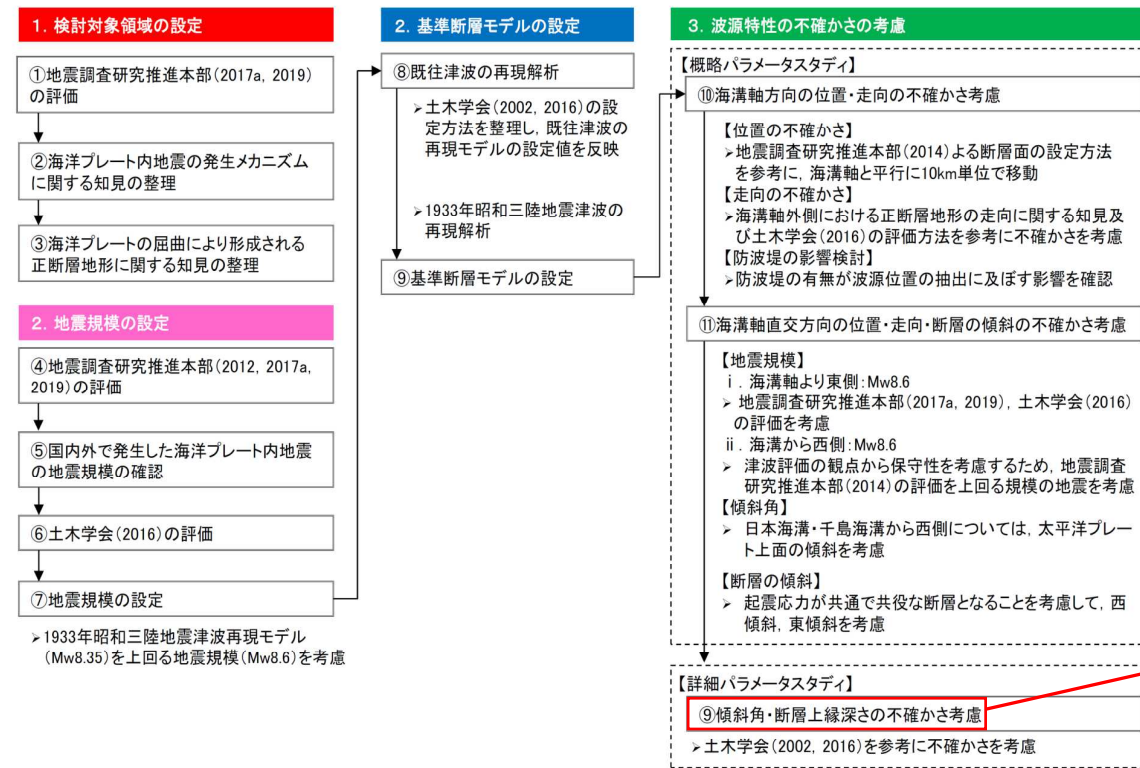 1. 検討対象領域の設定
①地震調査研究推進本部(2017a, 2019)
の評価
②海洋プレート内地震の発生メカニズム
に関する知見の整理
③海洋プレートの屈曲により形成される
正断層地形に関する知見の整理
2. 地震規模の設定
④地震調査研究推進本部(2012, 2017a,
2019)の評価
⑤国内外で発生した海洋プレート内地震
の地震規模の確認
⑥土木学会(2016)の評価
⑦地震規模の設定
➢1933年昭和三陸地震津波再現モデル
(Mw8.35)を上回る地震規模(Mw8.6)を考慮
2. 基準断層モデルの設定
⑧既往津波の再現解析
➢土木学会(2002, 2016)の設
定方法を整理し, 既往津波の
再現モデルの設定値を反映
➢1933年昭和三陸地震津波の
再現解析
⑨基準断層モデルの設定
3. 波源特性の不確かさの考慮
【概略パラメータスタディ】
⑩海溝軸方向の位置・走向の不確かさ考慮
【位置の不確かさ】
➢地震調査研究推進本部(2014)よる断層面の設定方法
を参考に, 海溝軸と平行に10km単位で移動
【走向の不確かさ】
➢海溝軸外側における正断層地形の走向に関する知見及
び土木学会(2016)の評価方法を参考に不確かさを考慮
【防波堤の影響検討】
➢防波堤の有無が波源位置の抽出に及ぼす影響を確認
⑪海溝軸直交方向の位置・走向・断層の傾斜の不確かさ考慮
【地震規模】
ⅰ. 海溝軸より東側:Mw8.6
➢ 地震調査研究推進本部(2017a, 2019), 土木学会(2016)
の評価を考慮
ⅱ. 海溝から西側:Mw8.6
➢ 津波評価の観点から保守性を考慮するため, 地震調査
研究推進本部(2014)の評価を上回る規模の地震を考慮
【傾斜角】
➢ 日本海溝・千島海溝から西側については, 太平洋プレー
ト上面の傾斜を考慮
【断層の傾斜】
➢ 起震応力が共通で共役な断層となることを考慮して, 西
傾斜, 東傾斜を考慮
【詳細パラメータスタディ】
⑨傾斜角・断層上縁深さの不確かさ考慮
➢土木学会(2002, 2016)を参考に不確かさを考慮